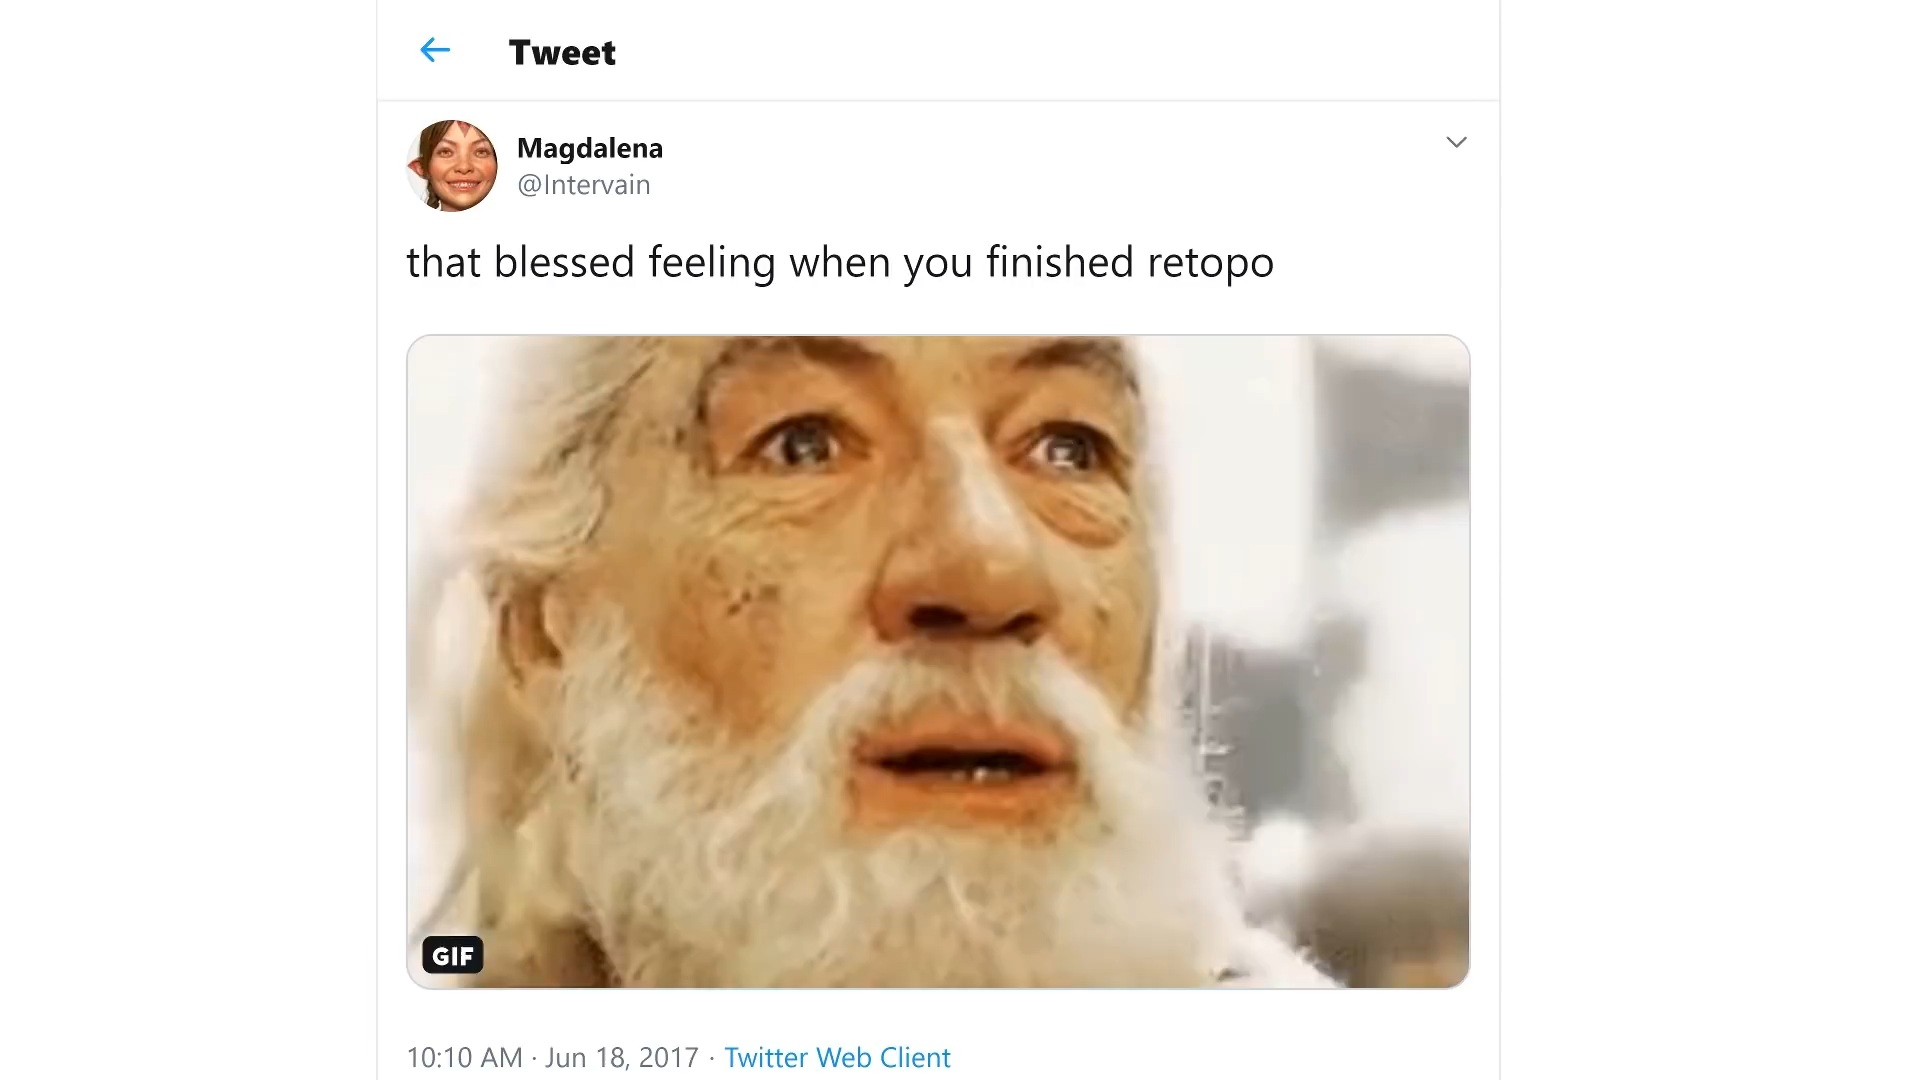 Tweet
Magdalena
@Intervain
that blessed feeling when you finished retopo
GIF
10:10 AM · Jun 18, 2017 · Twitter Web Client